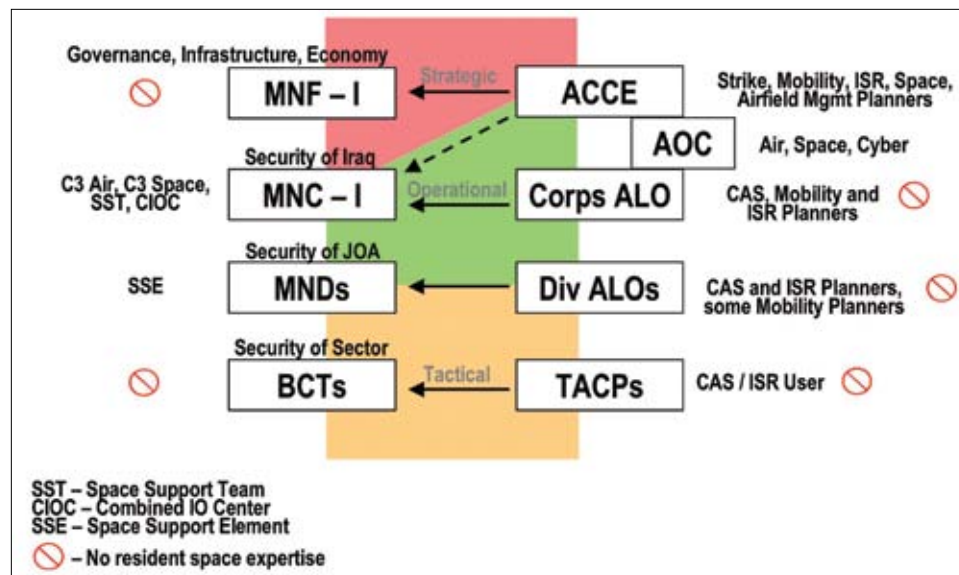 Governance, Infrastructure, Economy
MNF – I
Strategic
ACCE
Strike, Mobility, ISR, Space,
Airfield Mgmt Planners
AOC
Air, Space, Cyber
Security of Iraq
C3 Air, C3 Space,
SST, CIOC
MNC – I
Operational
Corps ALO
CAS, Mobility and
ISR Planners
Security of JOA
SSE
MNDs
Div ALOs
CAS and ISR Planners,
some Mobility Planners
Security of Sector
BCTs
Tactical
TACPs
CAS / ISR User
SST – Space Support Team
CIOC – Combined IO Center
SSE – Space Support Element
– No resident space expertise